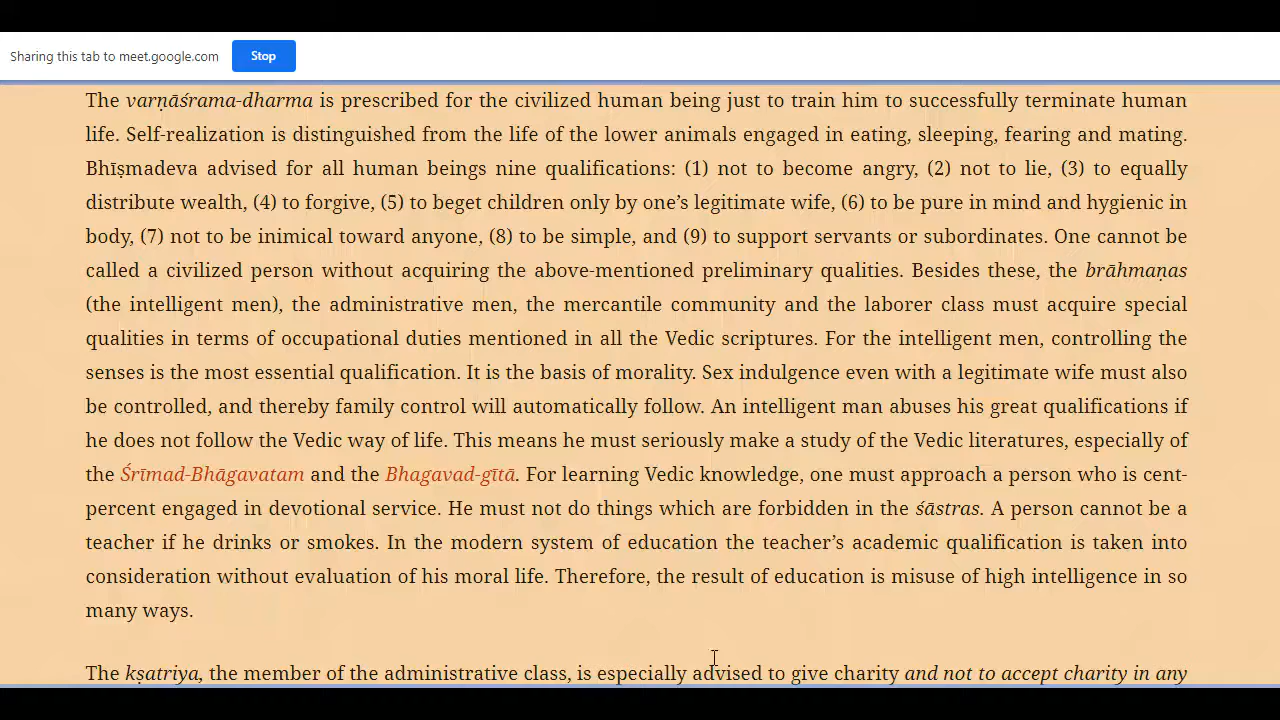 Sharing this tab to meet.google.com Stop
The varṇāśrama-dharma is prescribed for the civilized human being just to train him to successfully terminate human
life. Self-realization is distinguished from the life of the lower animals engaged in eating, sleeping, fearing and mating.
Bhīṣmadeva advised for all human beings nine qualifications: (1) not to become angry, (2) not to lie, (3) to equally
distribute wealth, (4) to forgive, (5) to beget children only by one’s legitimate wife, (6) to be pure in mind and hygienic in
body, (7) not to be inimical toward anyone, (8) to be simple, and (9) to support servants or subordinates. One cannot be
called a civilized person without acquiring the above-mentioned preliminary qualities. Besides these, the brāhmaṇas
(the intelligent men), the administrative men, the mercantile community and the laborer class must acquire special
qualities in terms of occupational duties mentioned in all the Vedic scriptures. For the intelligent men, controlling the
senses is the most essential qualification. It is the basis of morality. Sex indulgence even with a legitimate wife must also
be controlled, and thereby family control will automatically follow. An intelligent man abuses his great qualifications if
he does not follow the Vedic way of life. This means he must seriously make a study of the Vedic literatures, especially of
the Śrīmad-Bhāgavatam and the Bhagavad-gītā. For learning Vedic knowledge, one must approach a person who is cent-
percent engaged in devotional service. He must not do things which are forbidden in the śāstras. A person cannot be a
teacher if he drinks or smokes. In the modern system of education the teacher’s academic qualification is taken into
consideration without evaluation of his moral life. Therefore, the result of education is misuse of high intelligence in so
many ways.
The kṣatriya, the member of the administrative class, is especially advised to give charity and not to accept charity in any